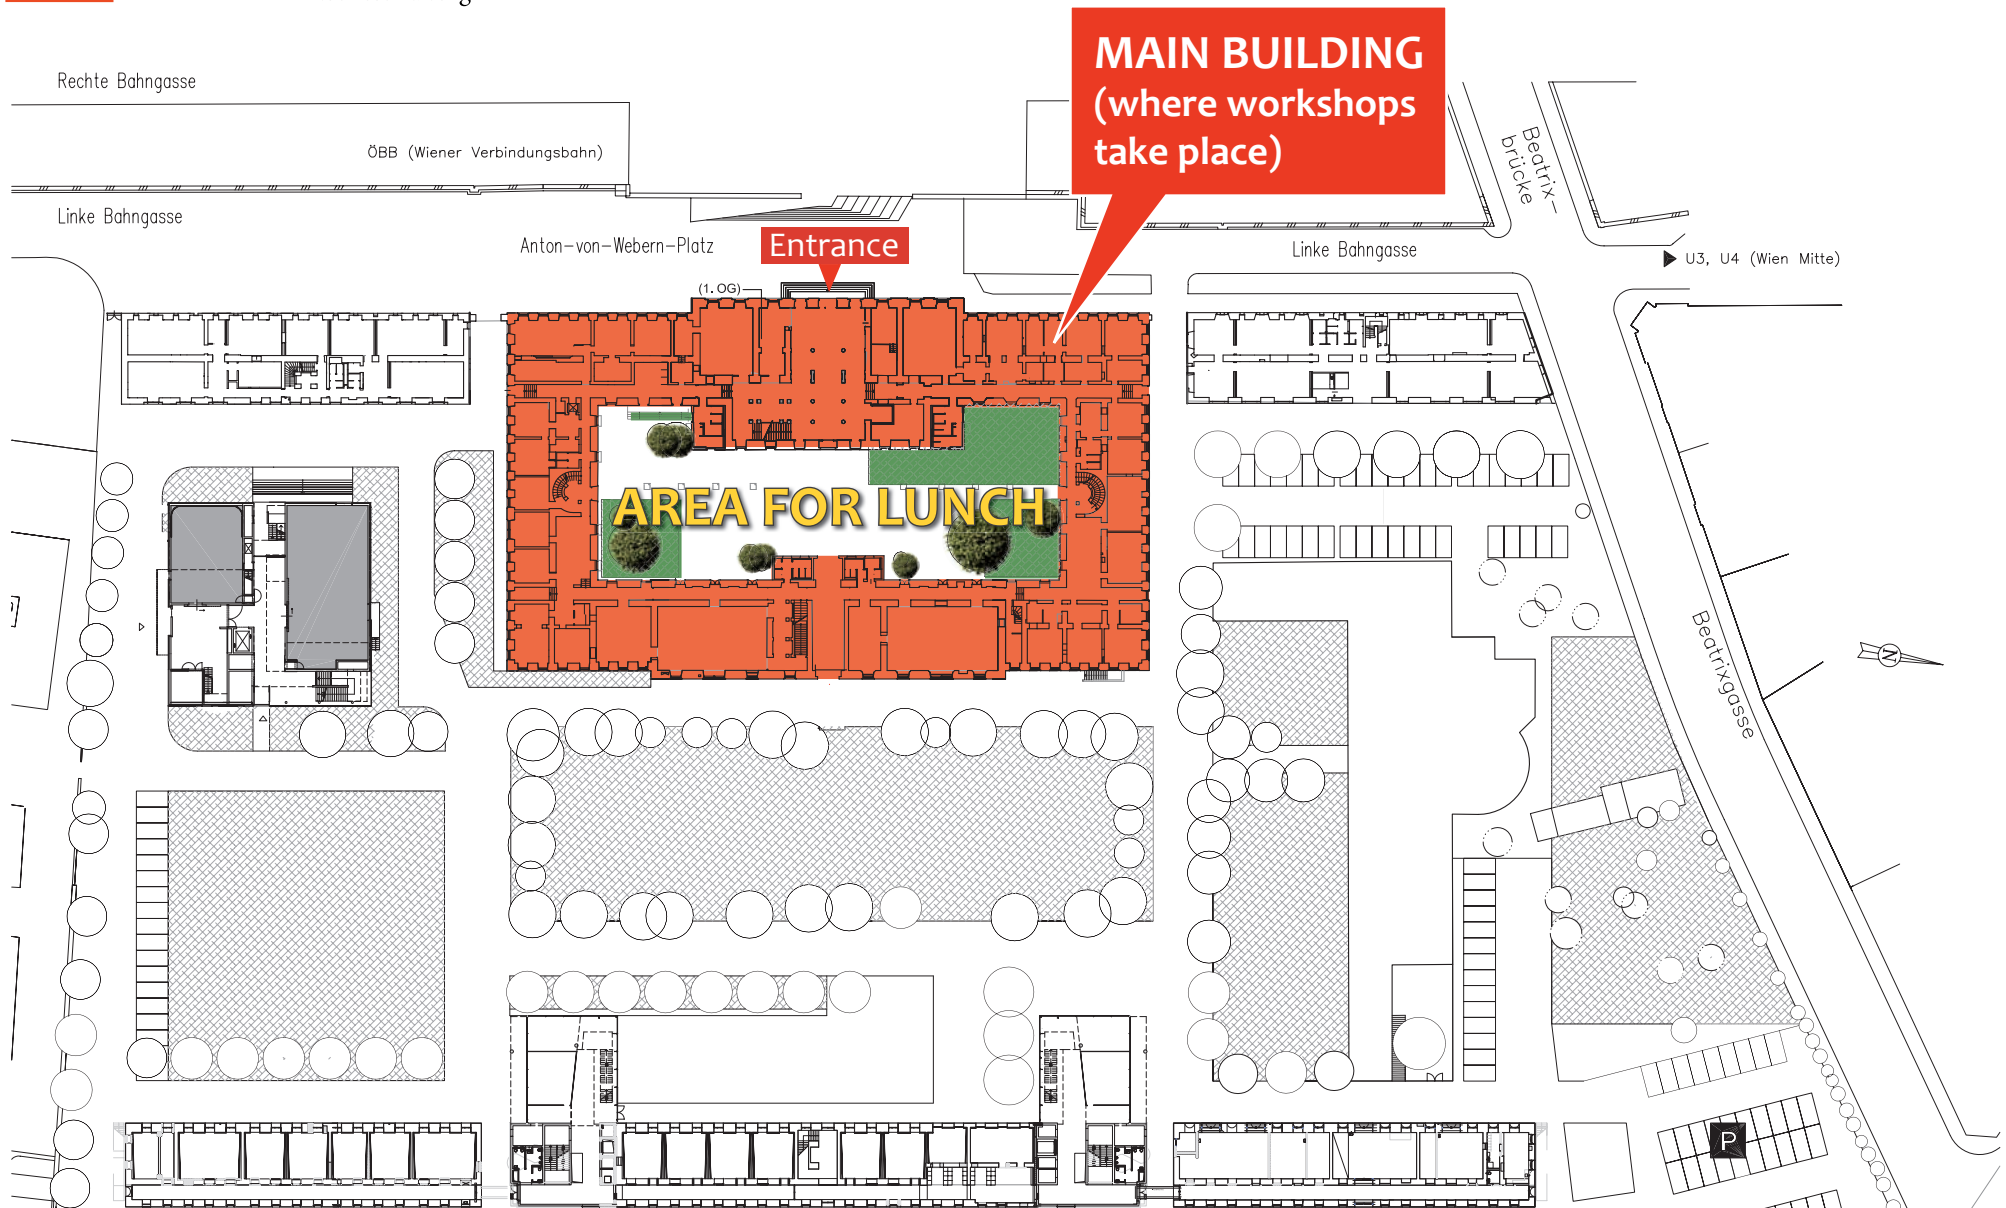 MAIN BUILDING
(where workshops
take place)
Rechte Bahngasse
ÖBB (Wiener Verbindungsbahn)
Beatrix-
brücke
Linke Bahngasse
Anton-von-Webern-Platz
Entrance
Linke Bahngasse
U3, U4 (Wien Mitte)
(1. OG)
AREA FOR LUNCH
Beatrixgasse
N
P